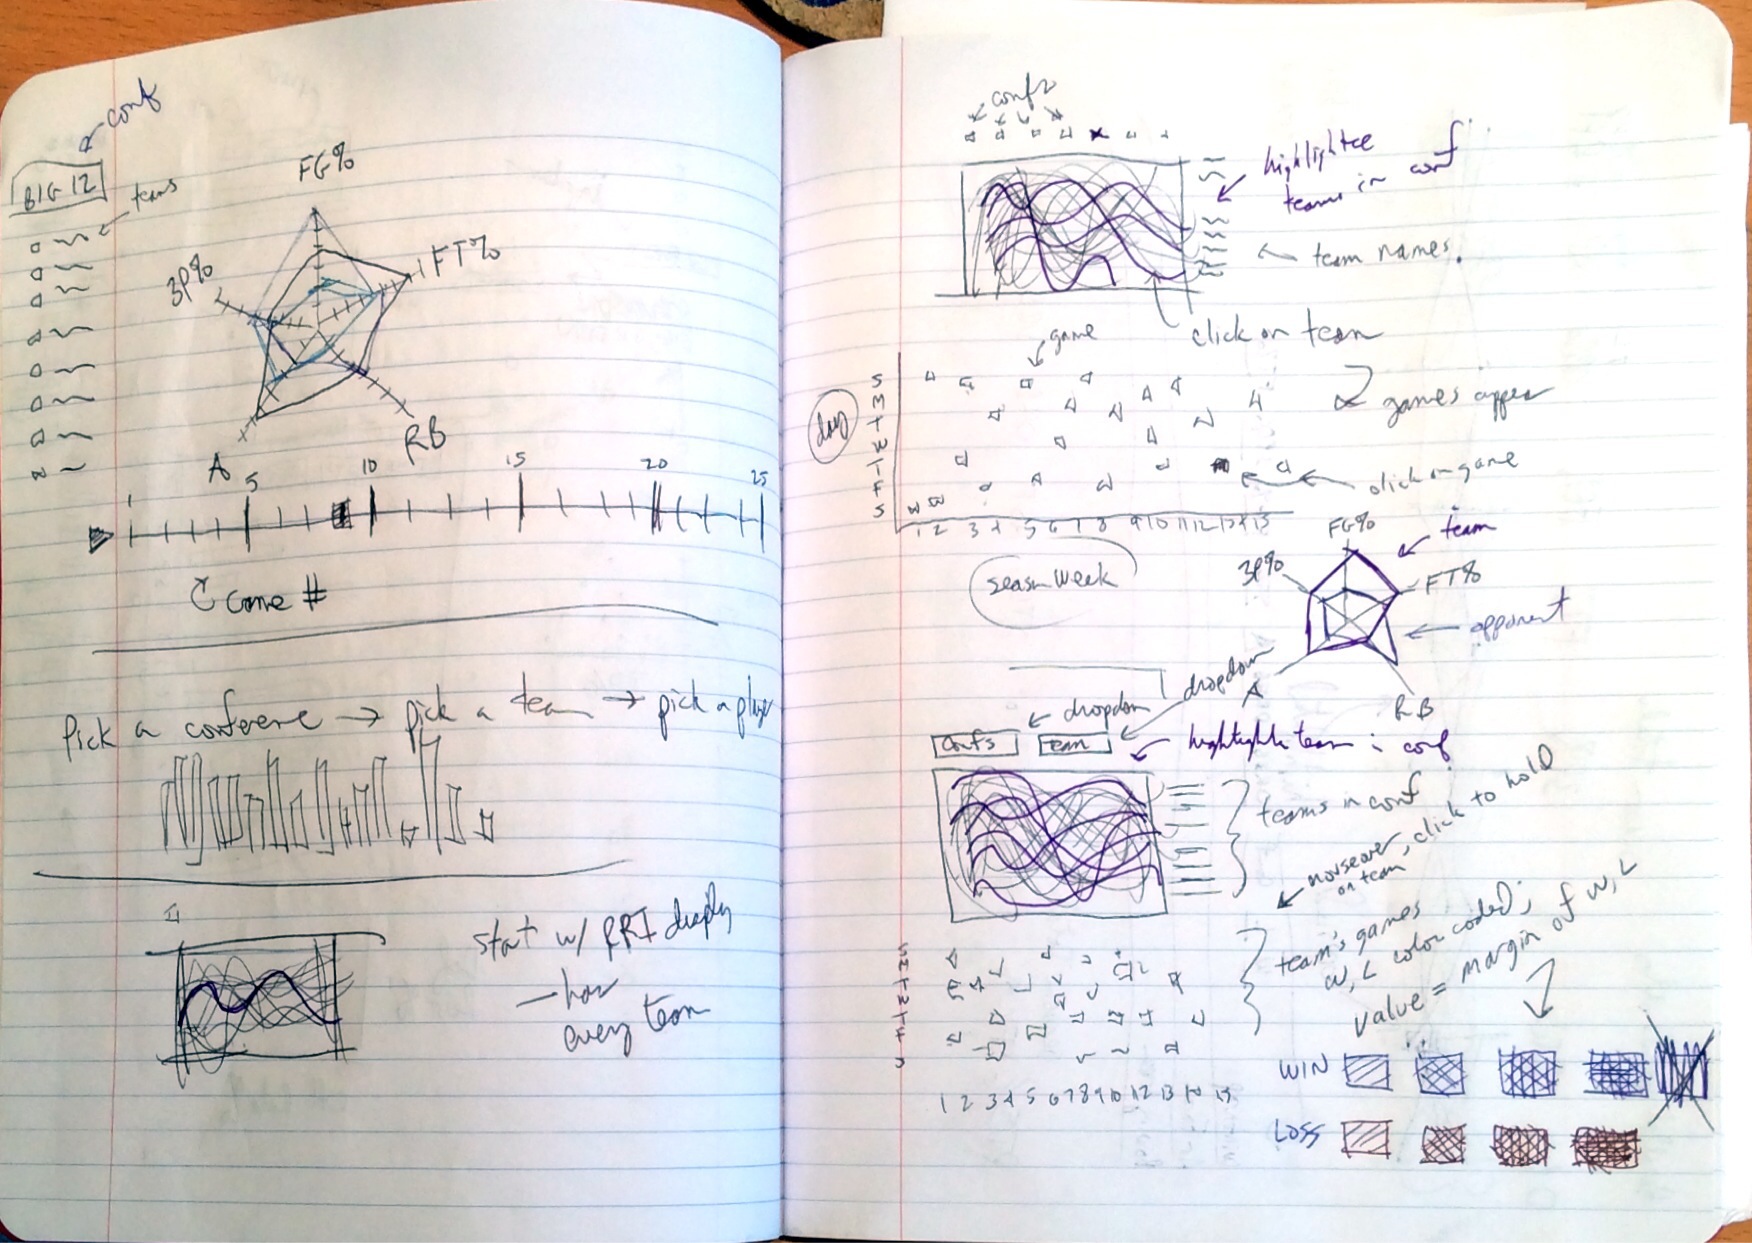 conf
BIG 12
teams
FG%
FT%
3P%
RB
A
1 5 10 15 20 25
Game #
Pick a conference → pick a team → pick a player
start w/ RPI display
— has
every team
confs
highlighted
teams in conf
team names.
click on team
game
games appear
day
S
M
T
W
T
F
S
click on game
1 2 3 4 5 6 7 8 9 10 11 12 13 14 15
season week
FG%
team
3P%
FT%
opponent
A
RB
dropdown
dropdown
confs
team
highlight team in conf
teams in conf
mouseover, click to hold
on team
team's games
W, L color coded;
value = margin of W, L
S
M
T
W
T
F
S
1 2 3 4 5 6 7 8 9 10 12 13
WIN
LOSS